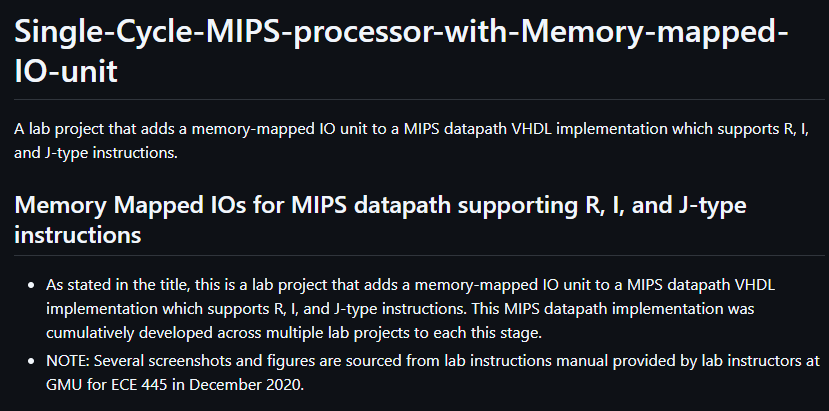 Single-Cycle-MIPS-processor-with-Memory-mapped-
IO-unit
A lab project that adds a memory-mapped IO unit to a MIPS datapath VHDL implementation which supports R, I,
and J-type instructions.
Memory Mapped IOs for MIPS datapath supporting R, I, and J-type
instructions
• As stated in the title, this is a lab project that adds a memory-mapped IO unit to a MIPS datapath VHDL
implementation which supports R, I, and J-type instructions. This MIPS datapath implementation was
cumulatively developed across multiple lab projects to each this stage.
• NOTE: Several screenshots and figures are sourced from lab instructions manual provided by lab instructors at
GMU for ECE 445 in December 2020.